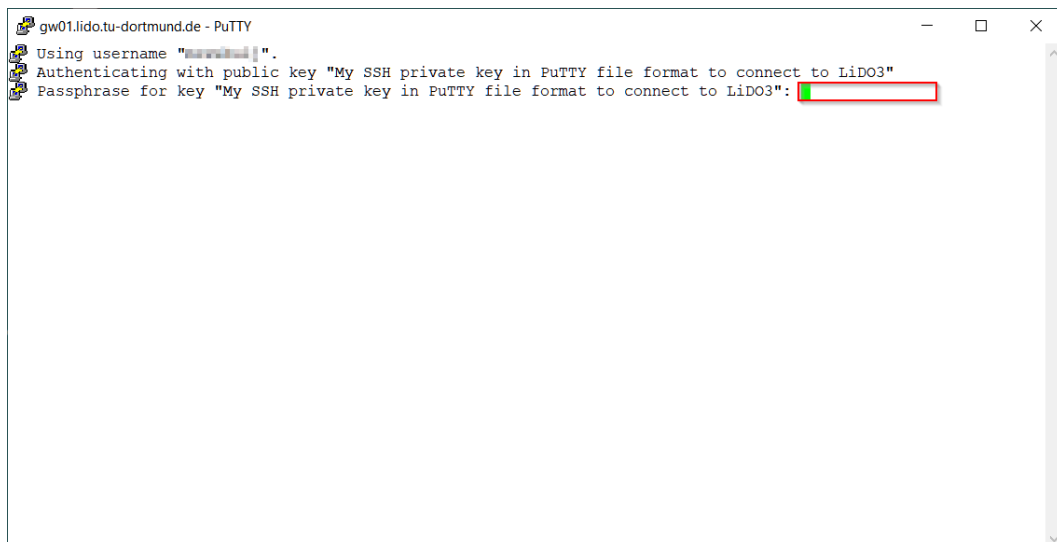 gw01.lido.tu-dortmund.de - PuTTY
Using username "".
Authenticating with public key "My SSH private key in PuTTY file format to connect to LiDO3"
Passphrase for key "My SSH private key in PuTTY file format to connect to LiDO3":